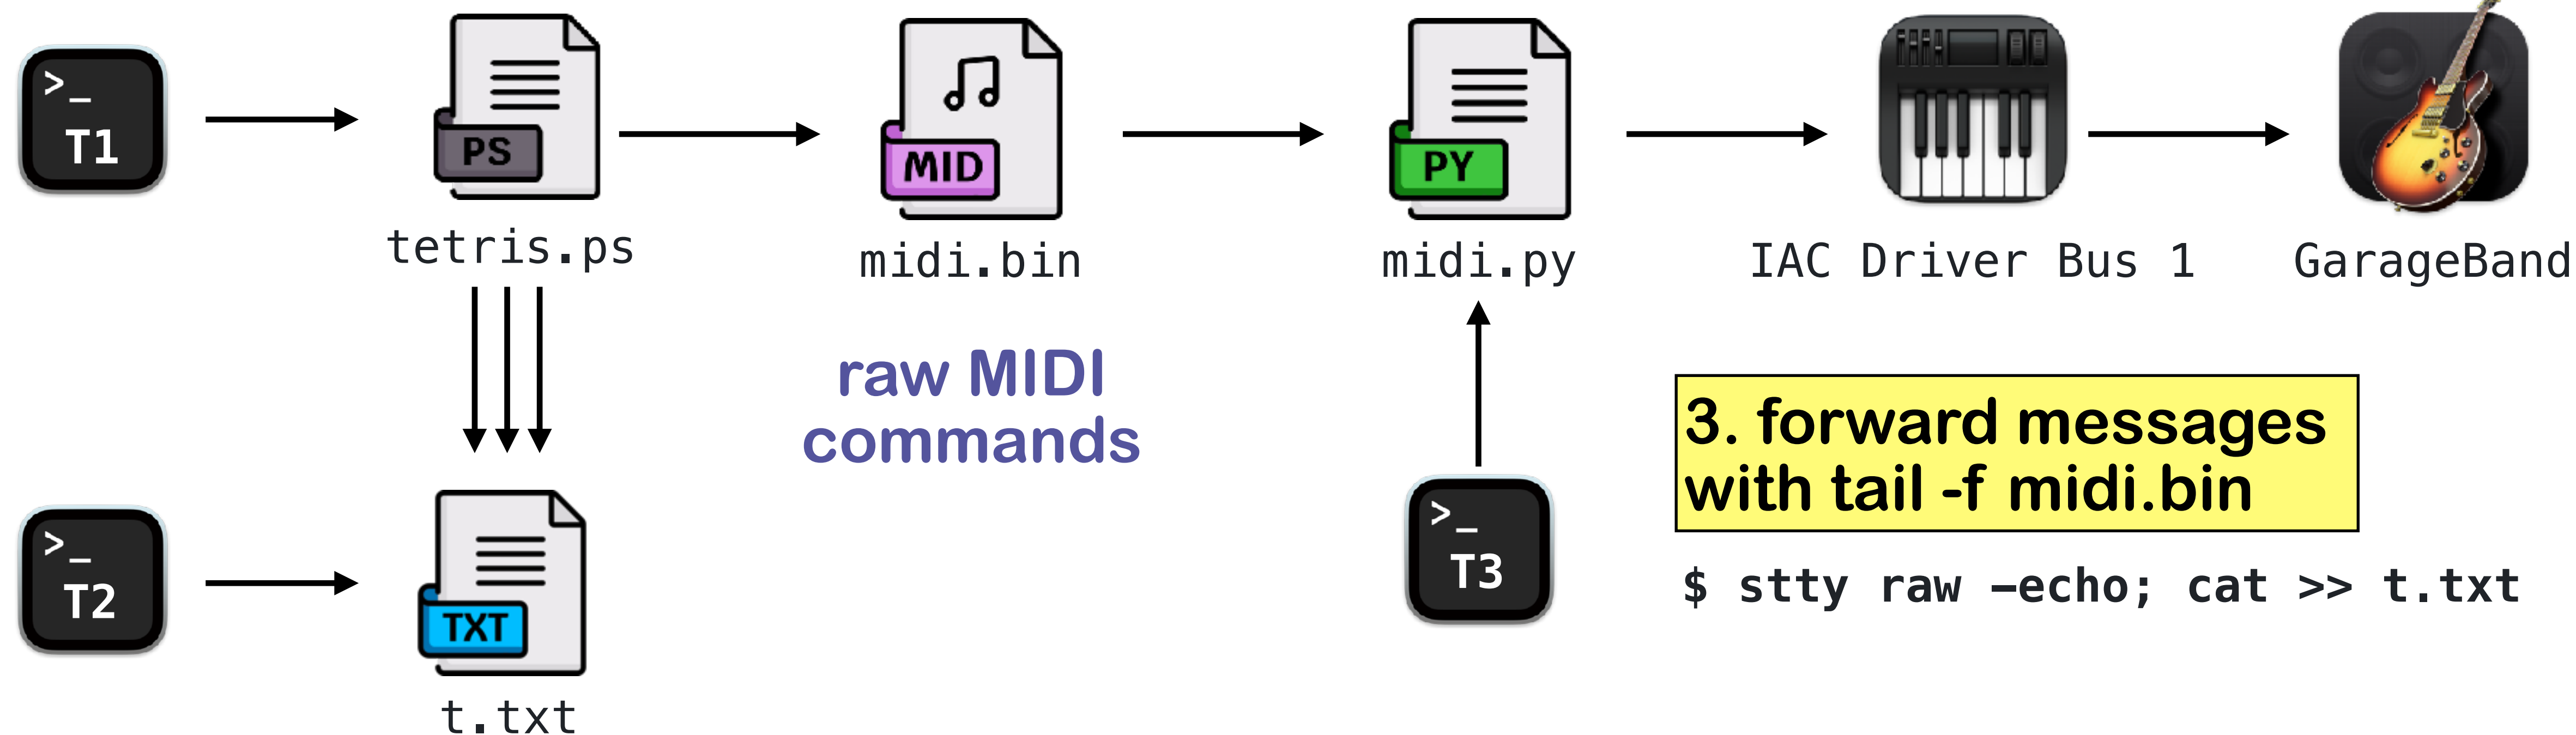 >_
T1
PS
tetris.ps
MID
midi.bin
PY
midi.py
IAC Driver Bus 1
GarageBand
raw MIDI
commands
3. forward messages
with tail -f midi.bin
>_
T2
TXT
t.txt
>_
T3
$ stty raw –echo; cat >> t.txt